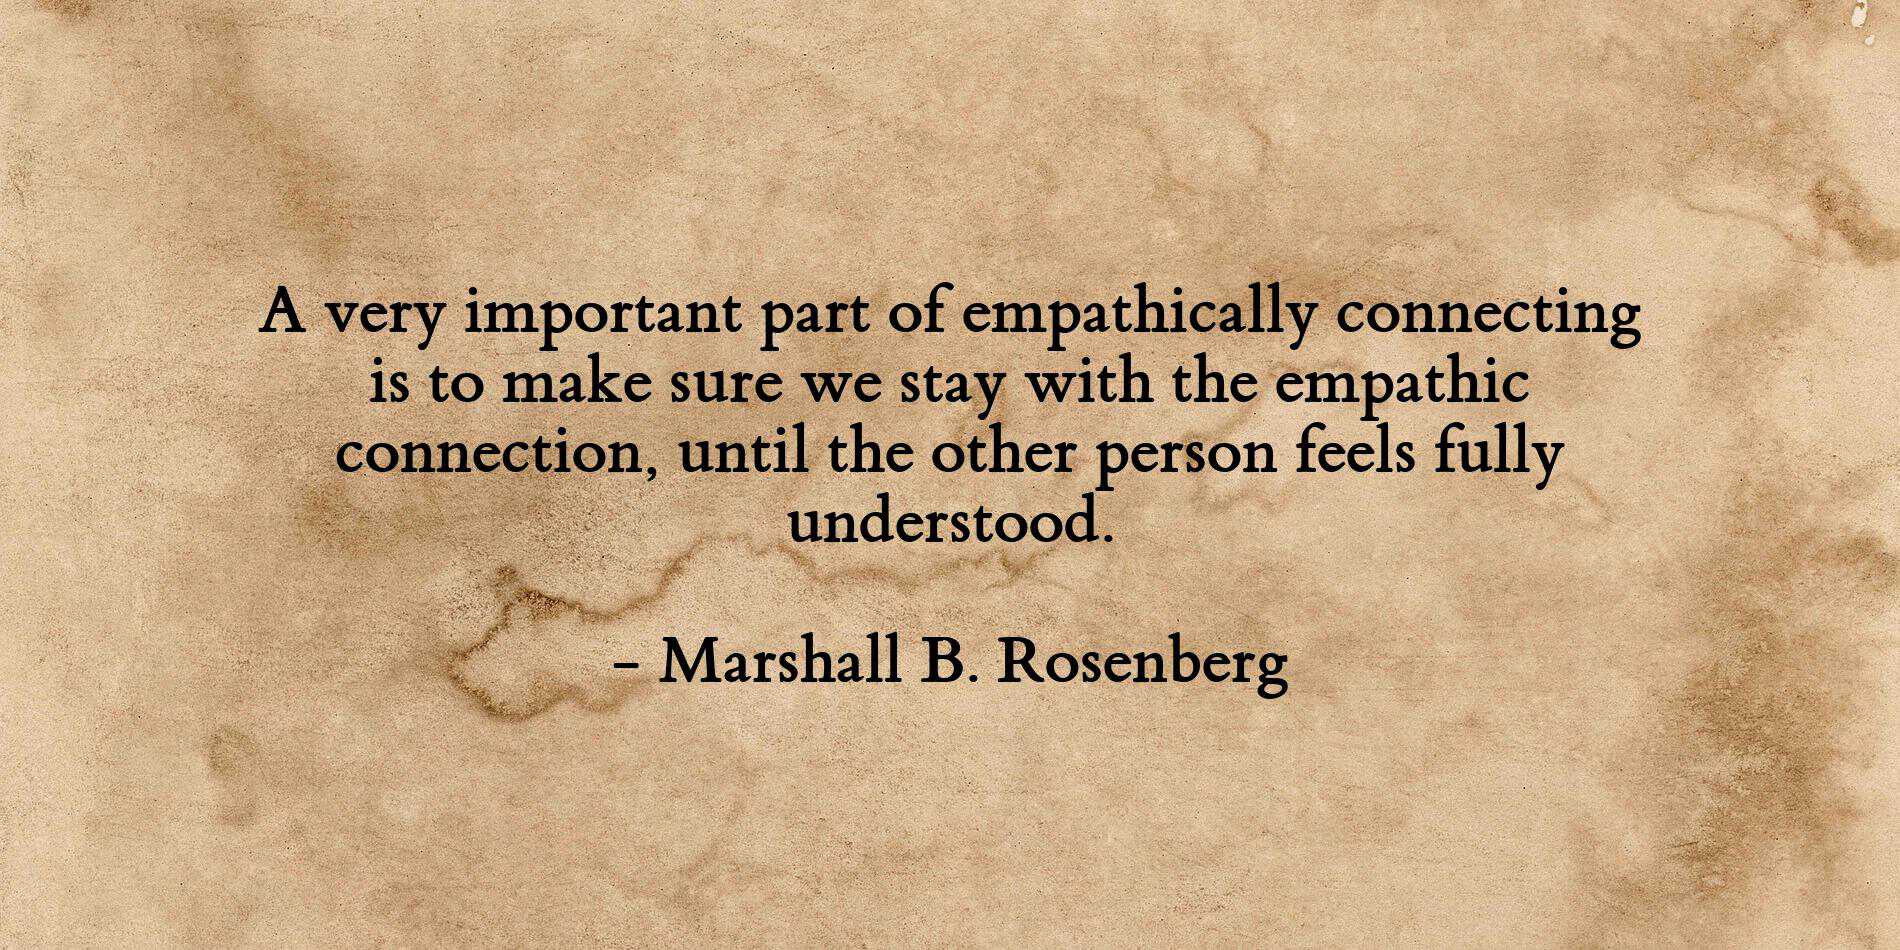 A very important part of empathically connecting
is to make sure we stay with the empathic
connection, until the other person feels fully
understood.
- Marshall B. Rosenberg